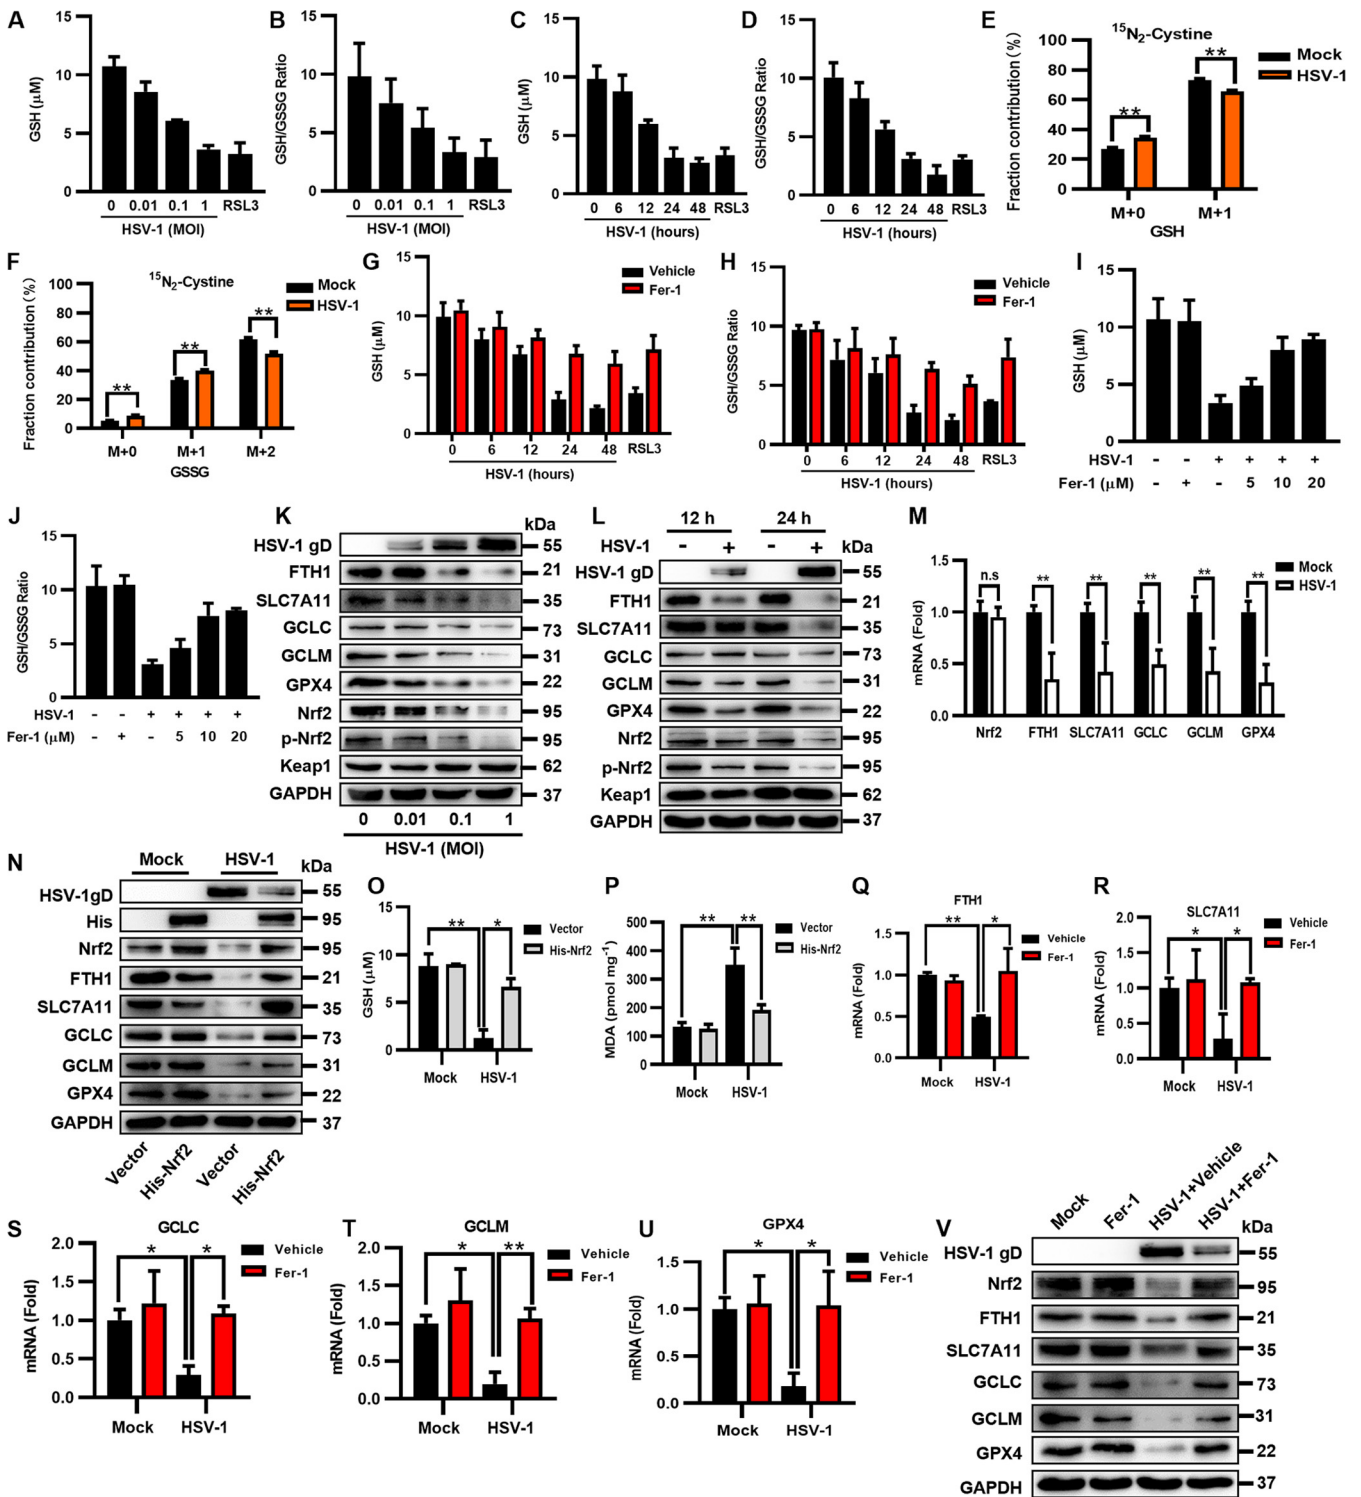 A
GSH (μM)
15
10
5
0
0 0.01 0.1 1 RSL3
HSV-1 (MOI)
B
GSH/GSSG Ratio
15
10
5
0
0 0.01 0.1 1 RSL3
HSV-1 (MOI)
C
GSH (μM)
15
10
5
0
0 6 12 24 48 RSL3
HSV-1 (hours)
D
GSH/GSSG Ratio
15
10
5
0
0 6 12 24 48 RSL3
HSV-1 (hours)
E
¹⁵N₂-Cystine
Fraction contribution (%)
100
80
60
40
20
0
** **
Mock
HSV-1
M+0 M+1
GSH
F
¹⁵N₂-Cystine
Fraction contribution (%)
100
80
60
40
20
0
** ** **
Mock
HSV-1
M+0 M+1 M+2
GSSG
G
GSH (μM)
15
10
5
0
Vehicle
Fer-1
0 6 12 24 48 RSL3
HSV-1 (hours)
H
GSH/GSSG Ratio
15
10
5
0
Vehicle
Fer-1
0 6 12 24 48 RSL3
HSV-1 (hours)
I
GSH (μM)
15
10
5
0
HSV-1 - - + + + +
Fer-1 (μM) - + - 5 10 20
J
GSH/GSSG Ratio
15
10
5
0
HSV-1 - - + + + +
Fer-1 (μM) - + - 5 10 20
K
kDa
HSV-1 gD 55
FTH1 21
SLC7A11 35
GCLC 73
GCLM 31
GPX4 22
Nrf2 95
p-Nrf2 95
Keap1 62
GAPDH 37
0 0.01 0.1 1
HSV-1 (MOI)
L
12 h 24 h
HSV-1 - + - + kDa
HSV-1 gD 55
FTH1 21
SLC7A11 35
GCLC 73
GCLM 31
GPX4 22
Nrf2 95
p-Nrf2 95
Keap1 62
GAPDH 37
M
mRNA (Fold)
1.5
1.0
0.5
0.0
n.s ** ** ** ** **
Mock
HSV-1
Nrf2 FTH1 SLC7A11 GCLC GCLM GPX4
N
Mock HSV-1 kDa
HSV-1gD 55
His 95
Nrf2 95
FTH1 21
SLC7A11 35
GCLC 73
GCLM 31
GPX4 22
GAPDH 37
Vector His-Nrf2 Vector His-Nrf2
O
GSH (μM)
15
10
5
0
** *
Vector
His-Nrf2
Mock HSV-1
P
MDA (pmol mg⁻¹)
500
400
300
200
100
0
** **
Vector
His-Nrf2
Mock HSV-1
Q
FTH1
mRNA (Fold)
1.5
1.0
0.5
0.0
** *
Vehicle
Fer-1
Mock HSV-1
R
SLC7A11
mRNA (Fold)
2.0
1.5
1.0
0.5
0.0
* *
Vehicle
Fer-1
Mock HSV-1
S
GCLC
mRNA (Fold)
2.0
1.5
1.0
0.5
0.0
* *
Vehicle
Fer-1
Mock HSV-1
T
GCLM
mRNA (Fold)
2.0
1.5
1.0
0.5
0.0
* **
Vehicle
Fer-1
Mock HSV-1
U
GPX4
mRNA (Fold)
1.5
1.0
0.5
0.0
* *
Vehicle
Fer-1
Mock HSV-1
V
Mock Fer-1 HSV-1+Vehicle HSV-1+Fer-1
kDa
HSV-1 gD 55
Nrf2 95
FTH1 21
SLC7A11 35
GCLC 73
GCLM 31
GPX4 22
GAPDH 37